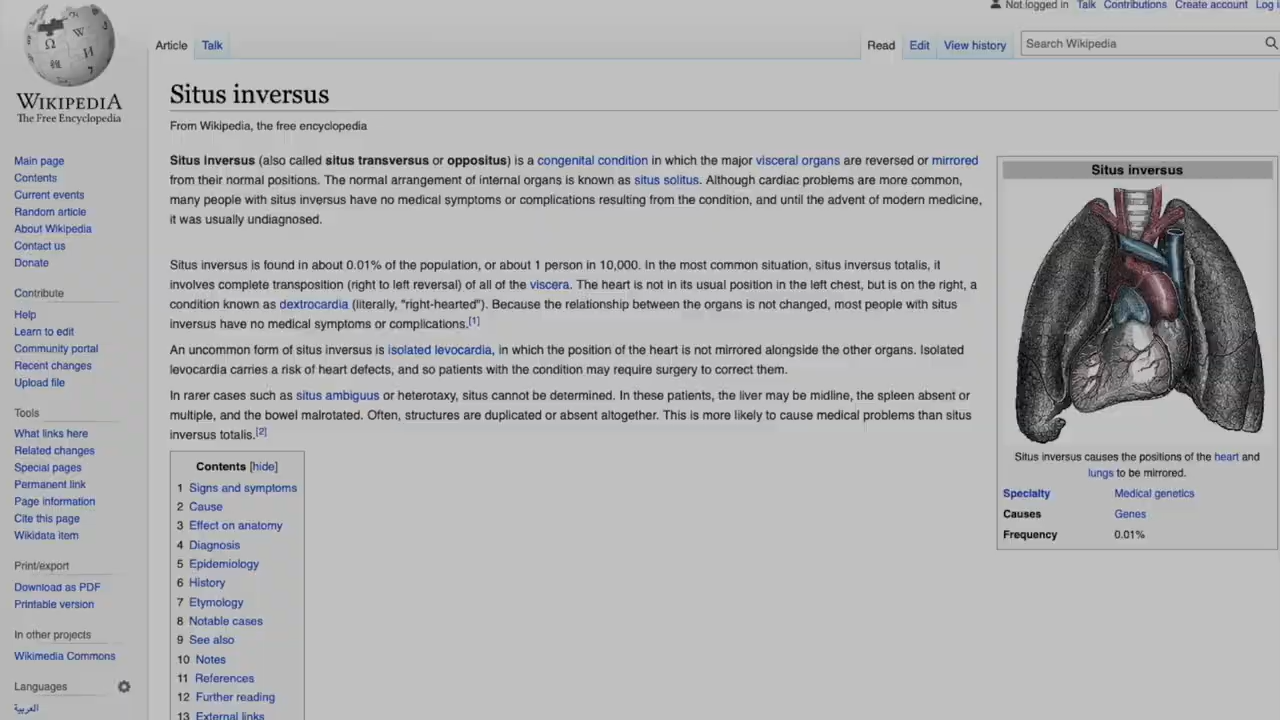 Not logged in Talk Contributions Create account Log i
Article Talk
Read Edit View history
Search Wikipedia
Ω W И
WIKIPEDIA
The Free Encyclopedia
Main page
Contents
Current events
Random article
About Wikipedia
Contact us
Donate
Contribute
Help
Learn to edit
Community portal
Recent changes
Upload file
Tools
What links here
Related changes
Special pages
Permanent link
Page information
Cite this page
Wikidata item
Print/export
Download as PDF
Printable version
In other projects
Wikimedia Commons
Languages
العربية
Situs inversus
From Wikipedia, the free encyclopedia
Situs inversus (also called situs transversus or oppositus) is a congenital condition in which the major visceral organs are reversed or mirrored
from their normal positions. The normal arrangement of internal organs is known as situs solitus. Although cardiac problems are more common,
many people with situs inversus have no medical symptoms or complications resulting from the condition, and until the advent of modern medicine,
it was usually undiagnosed.
Situs inversus is found in about 0.01% of the population, or about 1 person in 10,000. In the most common situation, situs inversus totalis, it
involves complete transposition (right to left reversal) of all of the viscera. The heart is not in its usual position in the left chest, but is on the right, a
condition known as dextrocardia (literally, "right-hearted"). Because the relationship between the organs is not changed, most people with situs
inversus have no medical symptoms or complications.[1]
An uncommon form of situs inversus is isolated levocardia, in which the position of the heart is not mirrored alongside the other organs. Isolated
levocardia carries a risk of heart defects, and so patients with the condition may require surgery to correct them.
In rarer cases such as situs ambiguus or heterotaxy, situs cannot be determined. In these patients, the liver may be midline, the spleen absent or
multiple, and the bowel malrotated. Often, structures are duplicated or absent altogether. This is more likely to cause medical problems than situs
inversus totalis.[2]
Contents [hide]
1 Signs and symptoms
2 Cause
3 Effect on anatomy
4 Diagnosis
5 Epidemiology
6 History
7 Etymology
8 Notable cases
9 See also
10 Notes
11 References
12 Further reading
13 External links
Situs inversus
Situs inversus causes the positions of the heart and
lungs to be mirrored.
Specialty Medical genetics
Causes Genes
Frequency 0.01%